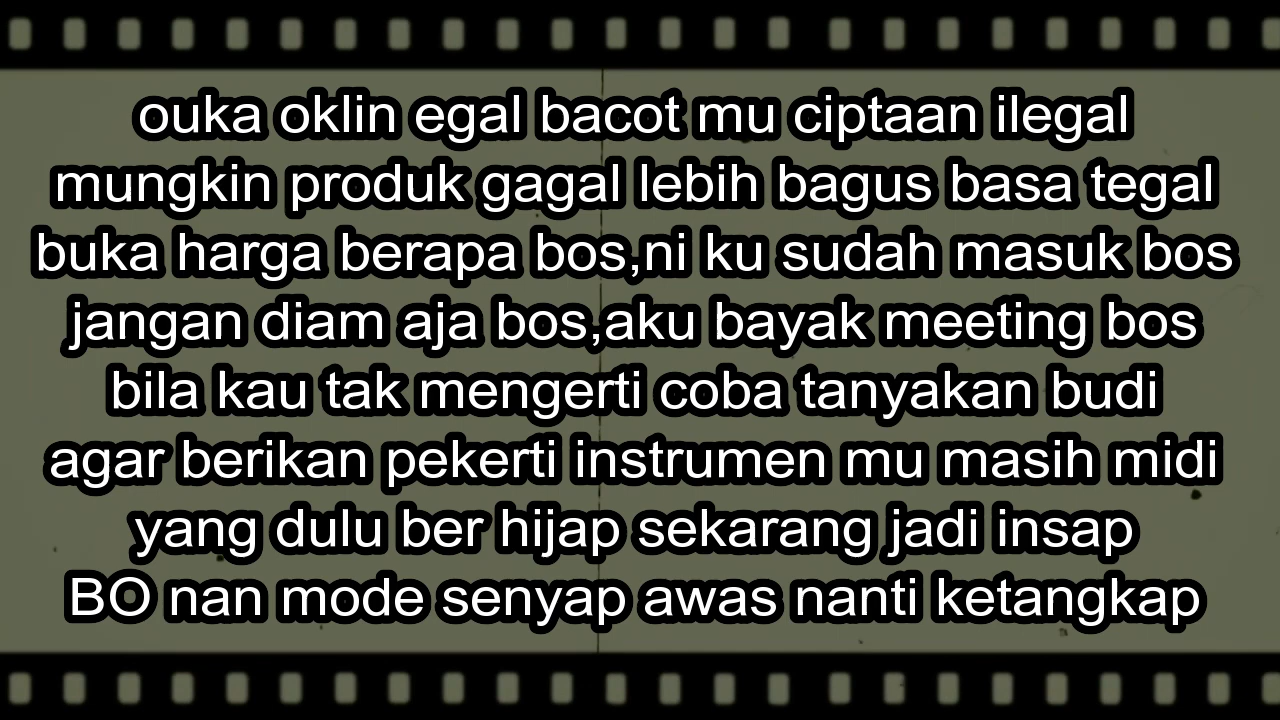 ouka oklin egal bacot mu ciptaan ilegal
mungkin produk gagal lebih bagus basa tegal
buka harga berapa bos,ni ku sudah masuk bos
jangan diam aja bos,aku bayak meeting bos
bila kau tak mengerti coba tanyakan budi
agar berikan pekerti instrumen mu masih midi
yang dulu ber hijap sekarang jadi insap
BO nan mode senyap awas nanti ketangkap